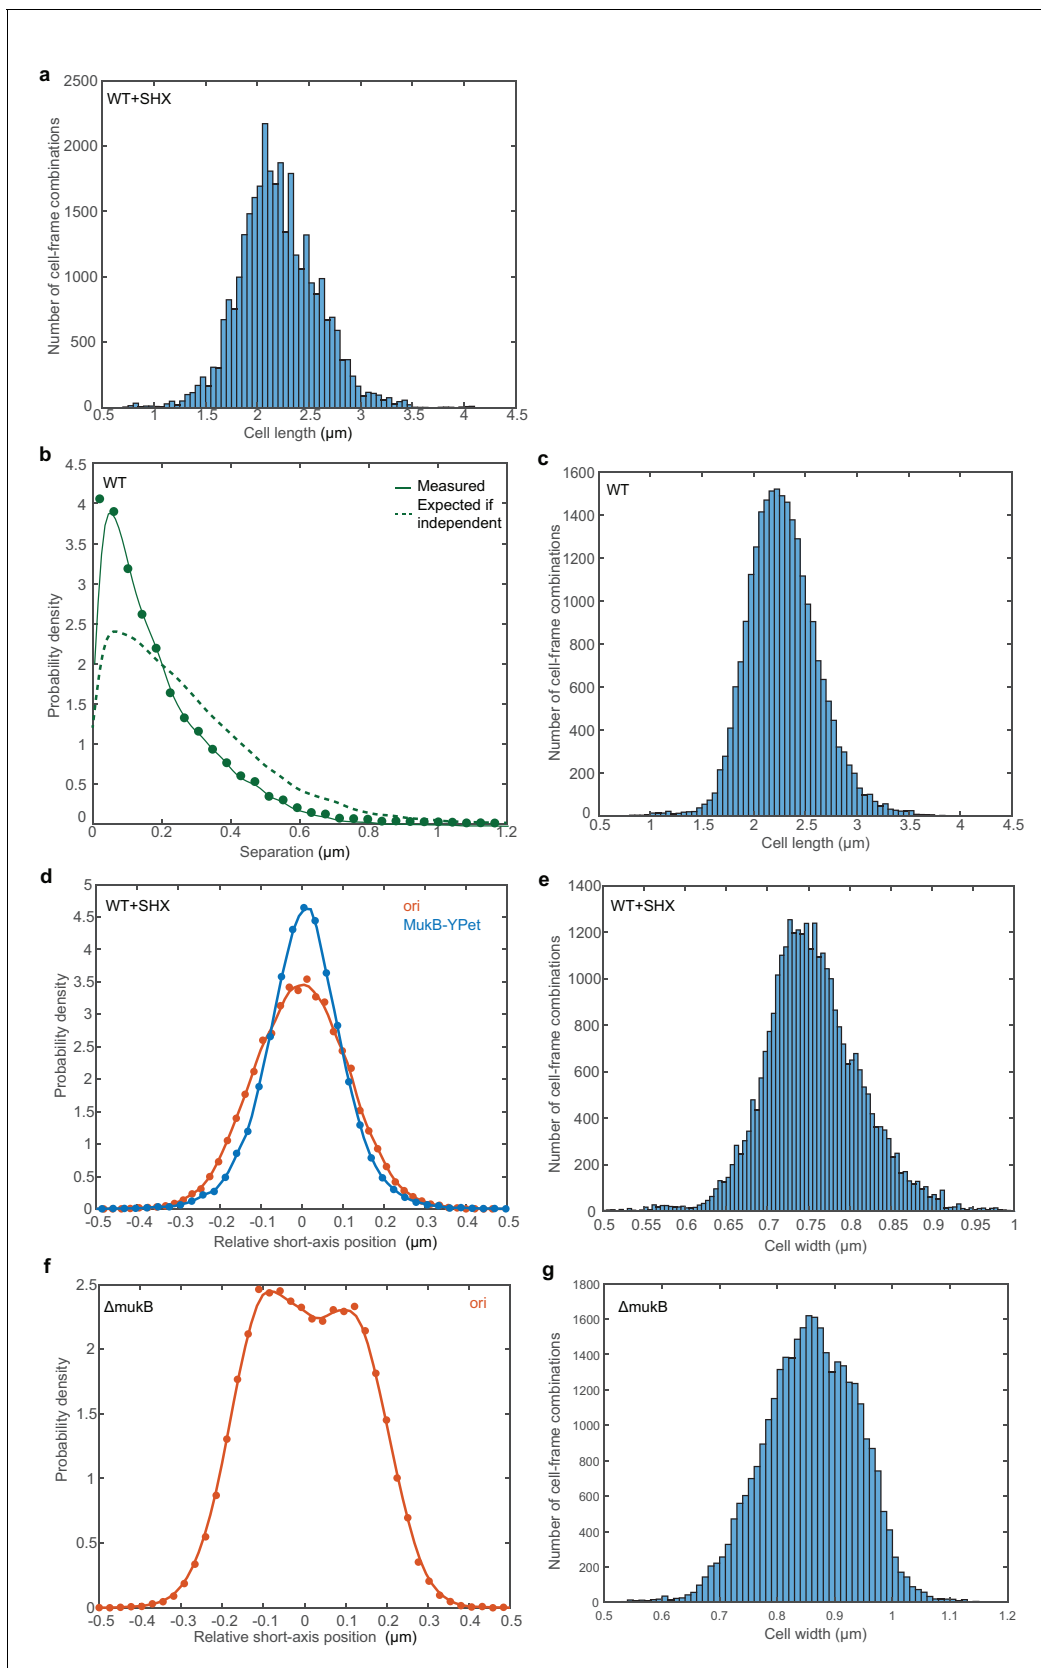 a
WT+SHX
Number of cell-frame combinations
2500
2000
1500
1000
500
0
0.5 1 1.5 2 2.5 3 3.5 4 4.5
Cell length (µm)
b
WT
Measured
Expected if
independent
Probability density
4.5
4
3.5
3
2.5
2
1.5
1
0.5
0
0 0.2 0.4 0.6 0.8 1 1.2
Separation (µm)
c
WT
Number of cell-frame combinations
1600
1400
1200
1000
800
600
400
200
0
0.5 1 1.5 2 2.5 3 3.5 4 4.5
Cell length (µm)
d
WT+SHX
ori
MukB-YPet
Probability density
5
4.5
4
3.5
3
2.5
2
1.5
1
0.5
0
-0.5 -0.4 -0.3 -0.2 -0.1 0 0.1 0.2 0.3 0.4 0.5
Relative short-axis position (µm)
e
WT+SHX
Number of cell-frame combinations
1400
1200
1000
800
600
400
200
0
0.5 0.55 0.6 0.65 0.7 0.75 0.8 0.85 0.9 0.95 1
Cell width (µm)
f
ΔmukB
ori
Probability density
2.5
2
1.5
1
0.5
0
-0.5 -0.4 -0.3 -0.2 -0.1 0 0.1 0.2 0.3 0.4 0.5
Relative short-axis position (µm)
g
ΔmukB
Number of cell-frame combinations
1800
1600
1400
1200
1000
800
600
400
200
0
0.5 0.6 0.7 0.8 0.9 1 1.1 1.2
Cell width (µm)